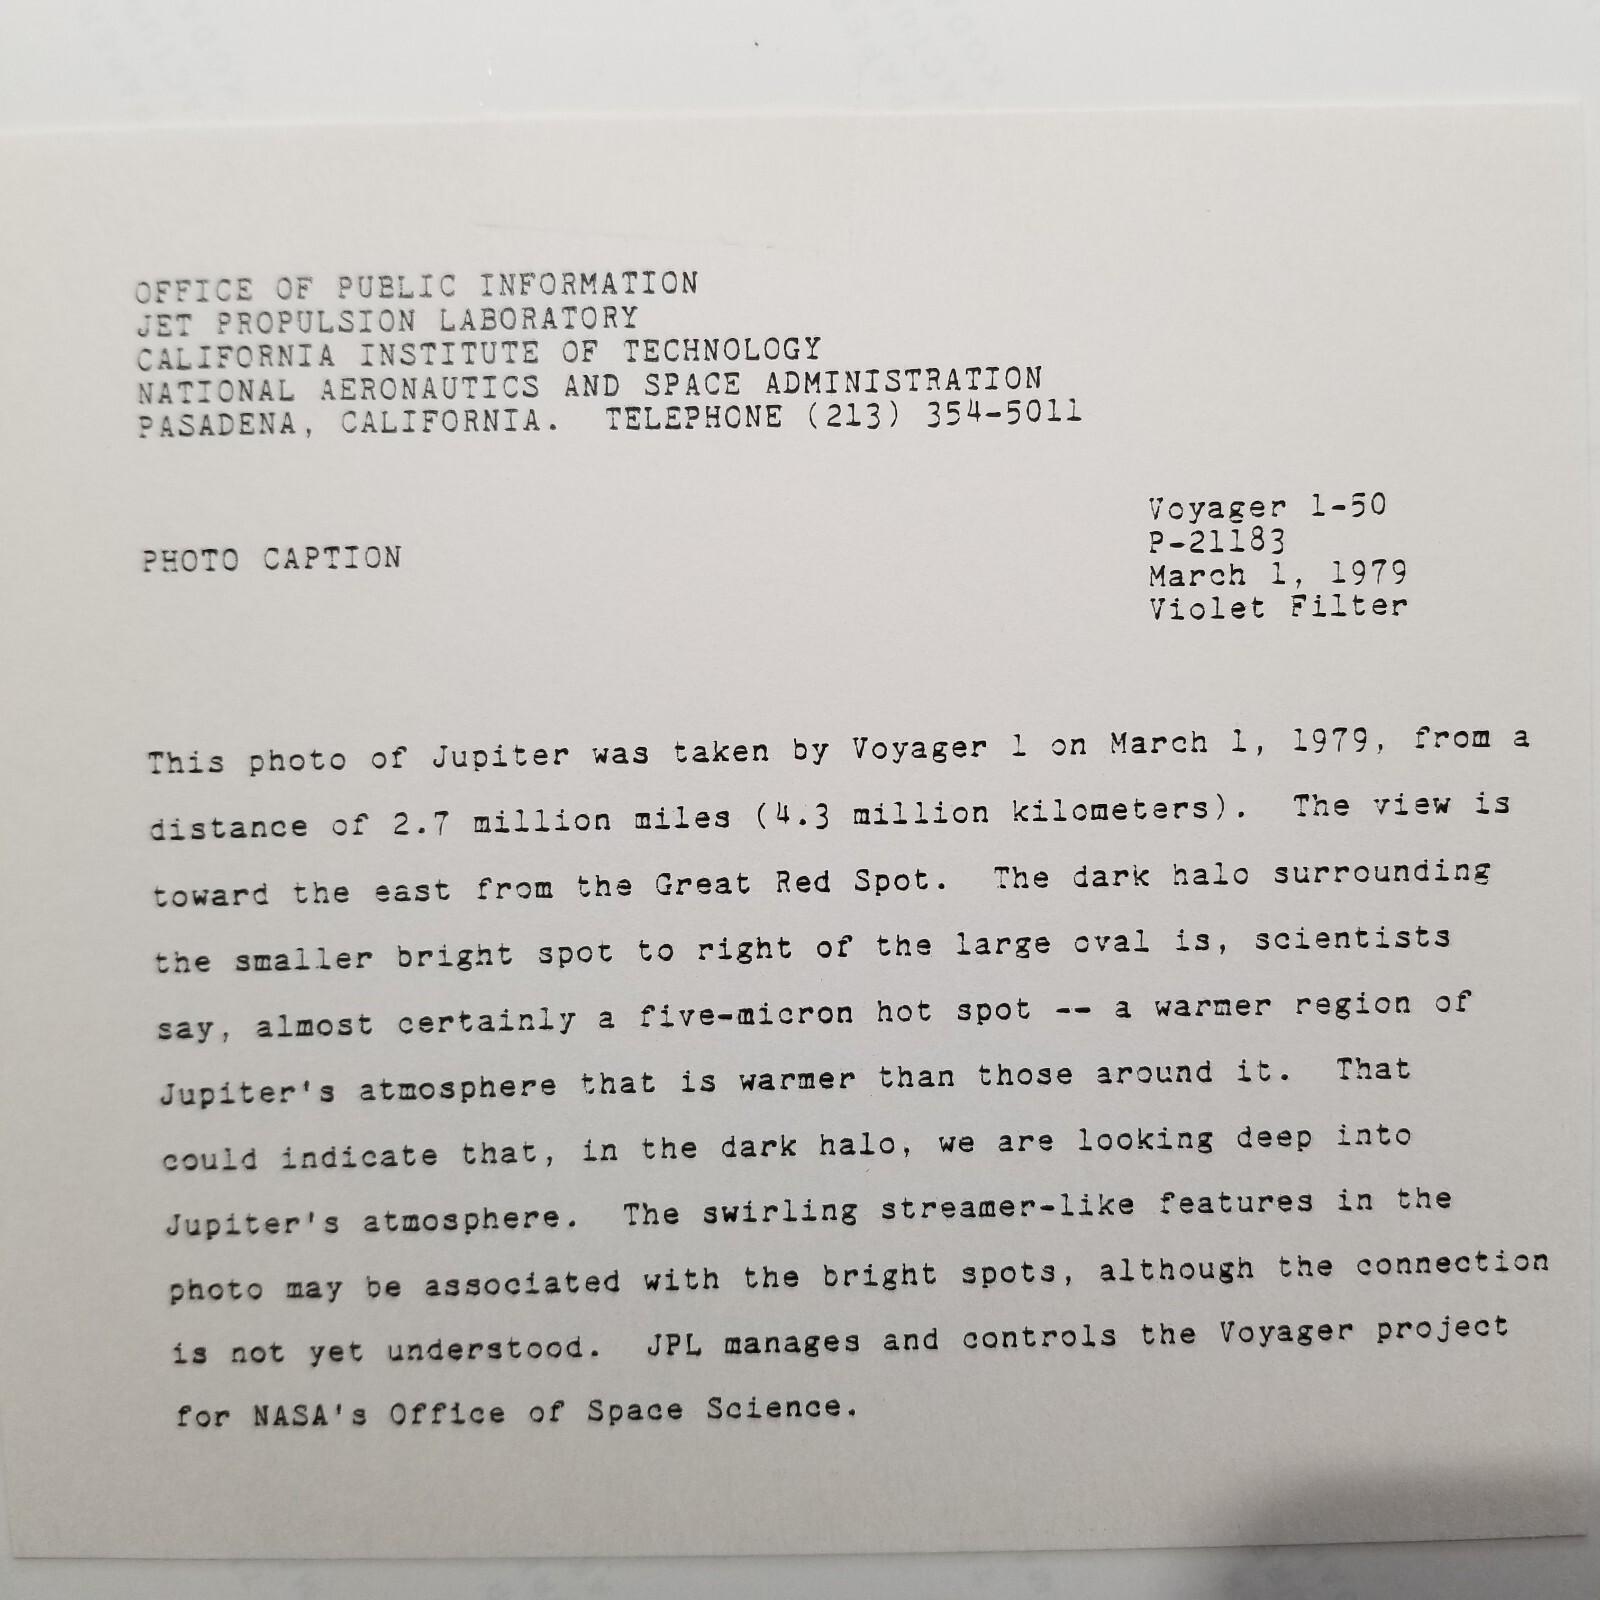 OFFICE OF PUBLIC INFORMATION
JET PROPULSION LABORATORY
CALIFORNIA INSTITUTE OF TECHNOLOGY
NATIONAL AERONAUTICS AND SPACE ADMINISTRATION
PASADENA, CALIFORNIA. TELEPHONE (213) 354-5011
Voyager 1-50
P-21183
PHOTO CAPTION
March 1, 1979
Violet Filter
This photo of Jupiter was taken by Voyager 1 on March 1, 1979, from a
distance of 2.7 million miles (4.3 million kilometers). The view is
toward the east from the Great Red Spot. The dark halo surrounding
the smaller bright spot to right of the large oval is, scientists
say, almost certainly a five-micron hot spot -- a warmer region of
Jupiter's atmosphere that is warmer than those around it. That
could indicate that, in the dark halo, we are looking deep into
Jupiter's atmosphere. The swirling streamer-like features in the
photo may be associated with the bright spots, although the connection
is not yet understood. JPL manages and controls the Voyager project
for NASA's Office of Space Science.